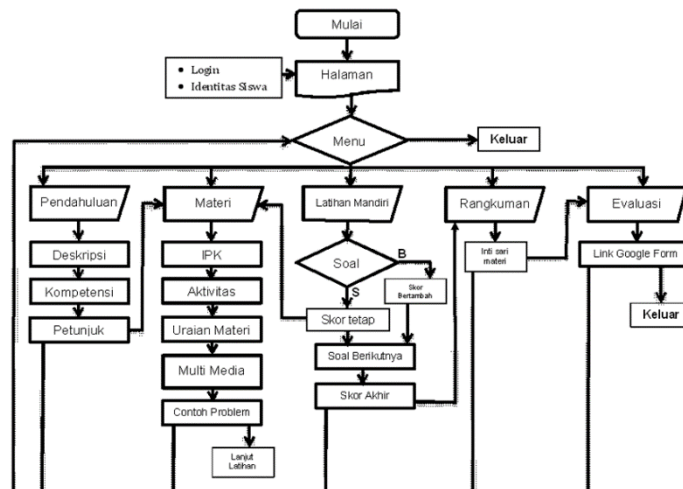 Mulai
• Login
• Identitas Siswa
Halaman
Menu
Keluar
Pendahuluan
Materi
Latihan Mandiri
Rangkuman
Evaluasi
Deskripsi
IPK
Soal
B
S
Inti sari
materi
Link Google Form
Kompetensi
Aktivitas
Skor
Bertambah
Keluar
Petunjuk
Uraian Materi
Skor tetap
Multi Media
Soal Berikutnya
Contoh Problem
Skor Akhir
Lanjut
Latihan